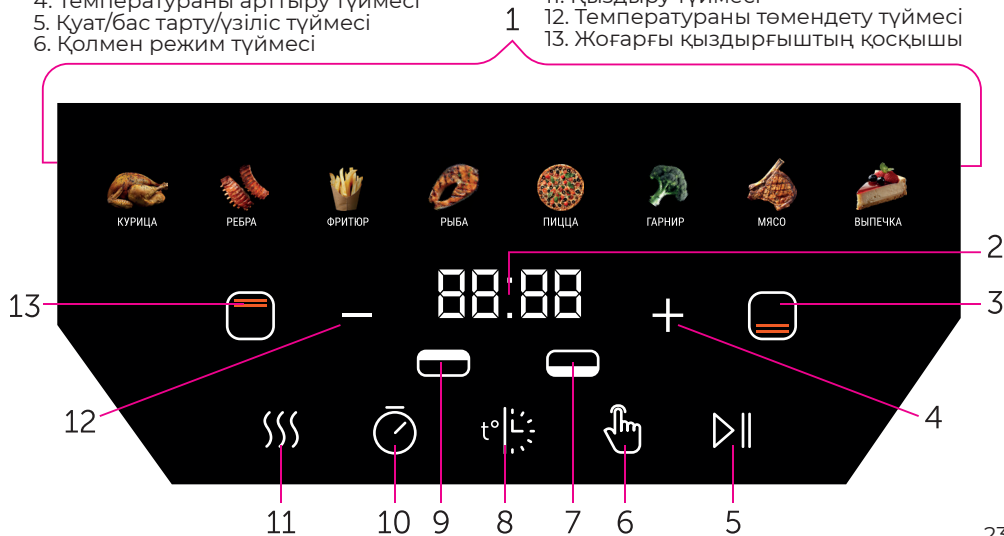 4. Температураны арттыру түймесі
5. Қуат/бас тарту/үзіліс түймесі
6. Қолмен режим түймесі
11. Қыздыру түймесі
12. Температураны төмендету түймесі
13. Жоғарғы қыздырғыштың қосқышы
1
КУРИЦА
РЕБРА
ФРИТЮР
РЫБА
ПИЦЦА
ГАРНИР
МЯСО
ВЫПЕЧКА
2
88:88
13
3
12
4
t°
11
10
9
8
7
6
5
23